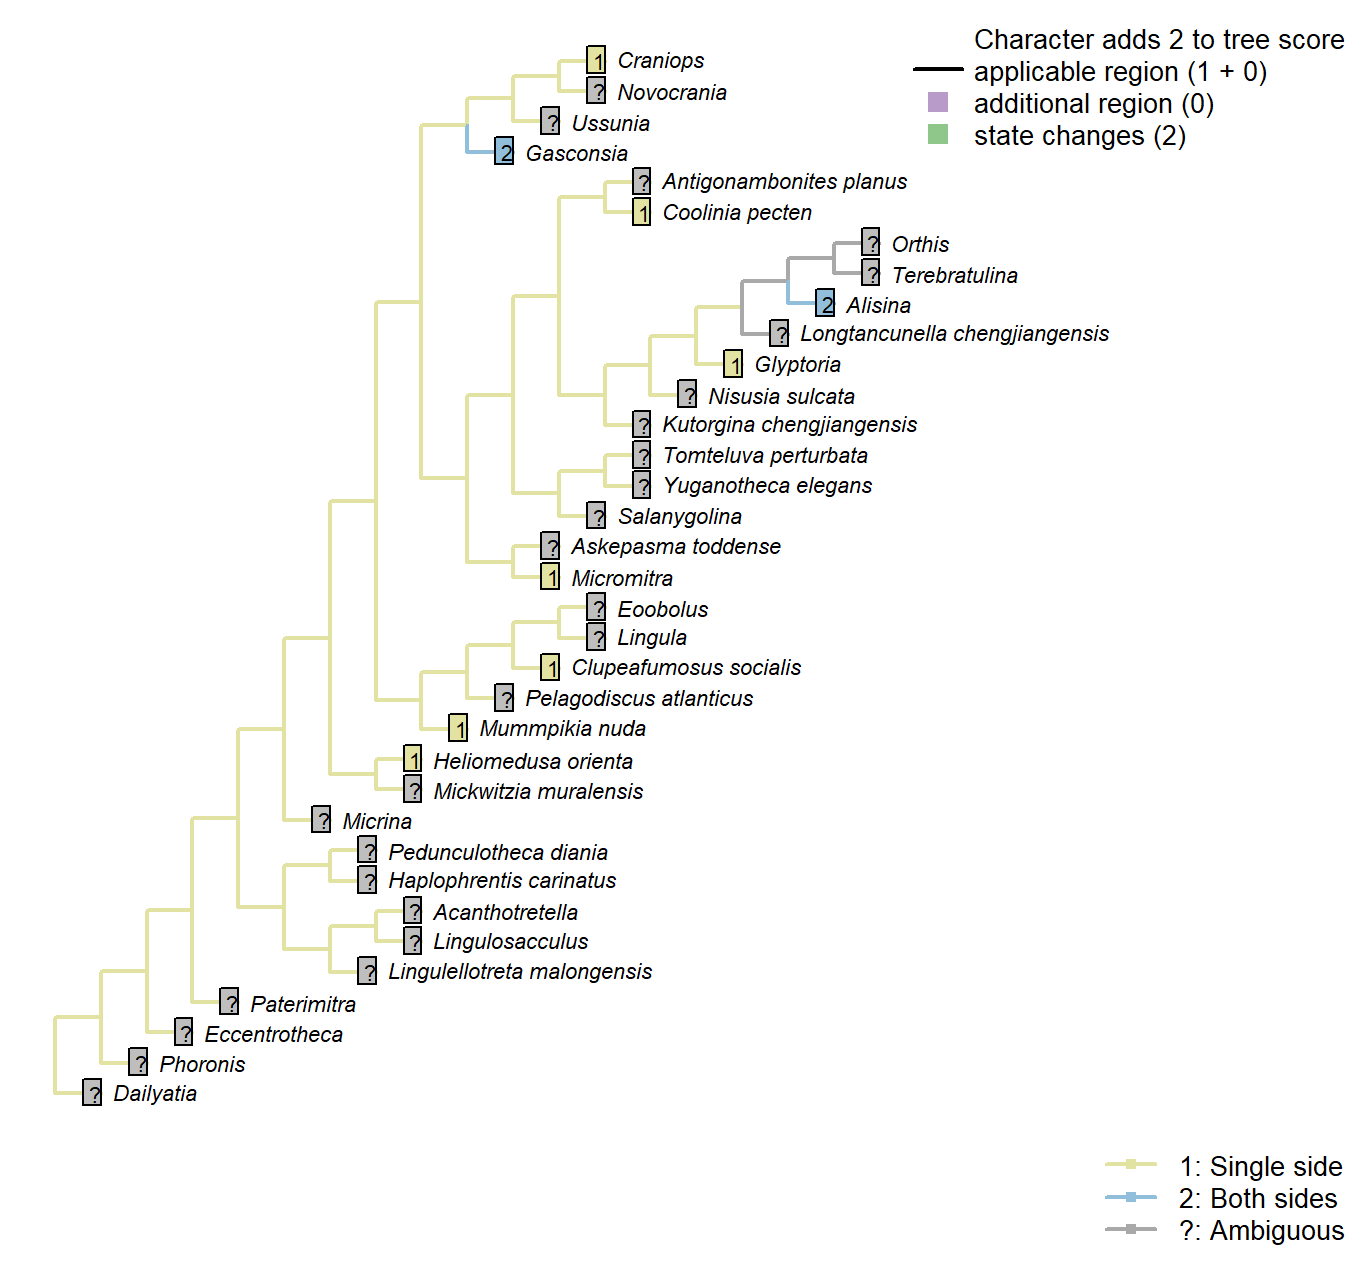 Character adds 2 to tree score
applicable region (1 + 0)
additional region (0)
state changes (2)
1 Craniops
? Novocrania
? Ussunia
2 Gasconsia
? Antigonambonites planus
1 Coolinia pecten
? Orthis
? Terebratulina
2 Alisina
? Longtancunella chengjiangensis
1 Glyptoria
? Nisusia sulcata
? Kutorgina chengjiangensis
? Tomteluva perturbata
? Yuganotheca elegans
? Salanygolina
? Askepasma toddense
1 Micromitra
? Eoobolus
? Lingula
1 Clupeafumosus socialis
? Pelagodiscus atlanticus
1 Mummpikia nuda
1 Heliomedusa orienta
? Mickwitzia muralensis
? Micrina
? Pedunculotheca diania
? Haplophrentis carinatus
? Acanthotretella
? Lingulosacculus
? Lingulellotreta malongensis
? Paterimitra
? Eccentrotheca
? Phoronis
? Dailyatia
1: Single side
2: Both sides
?: Ambiguous